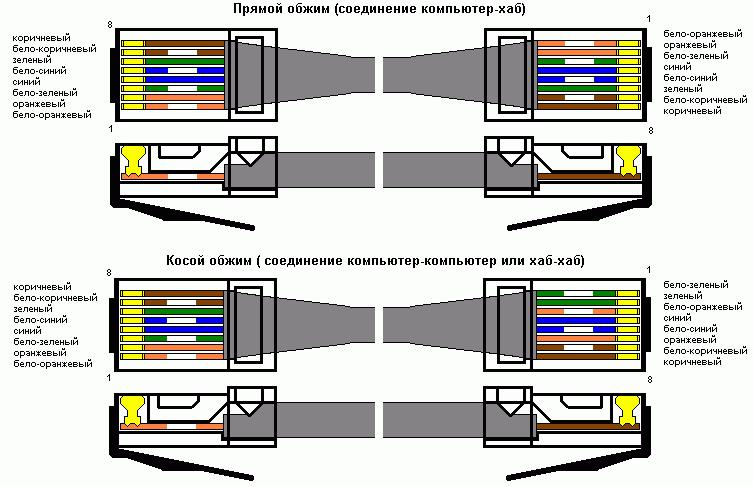 Прямой обжим (соединение компьютер-хаб)
8
коричневый
бело-коричневый
зеленый
бело-синий
синий
бело-зеленый
оранжевый
бело-оранжевый
1
бело-оранжевый
оранжевый
бело-зеленый
синий
бело-синий
зеленый
бело-коричневый
коричневый
1
8
Косой обжим ( соединение компьютер-компьютер или хаб-хаб)
8
коричневый
бело-коричневый
зеленый
бело-синий
синий
бело-зеленый
оранжевый
бело-оранжевый
1
бело-зеленый
зеленый
бело-оранжевый
синий
бело-синий
оранжевый
бело-коричневый
коричневый
1
8